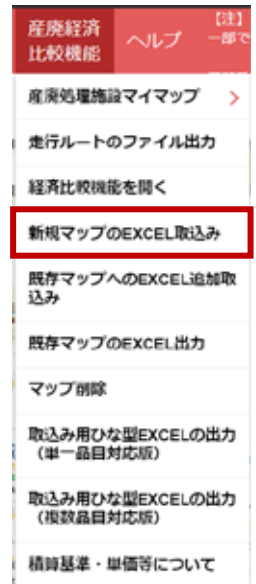 産廃経済
比較機能
ヘルプ
【注】
一部で
産廃処理施設マイマップ >
走行ルートのファイル出力
経済比較機能を開く
新規マップのEXCEL取込み
既存マップへのEXCEL追加取
込み
既存マップのEXCEL出力
マップ削除
取込み用ひな型EXCELの出力
（単一品目対応版）
取込み用ひな型EXCELの出力
（複数品目対応版）
積算基準・単価等について